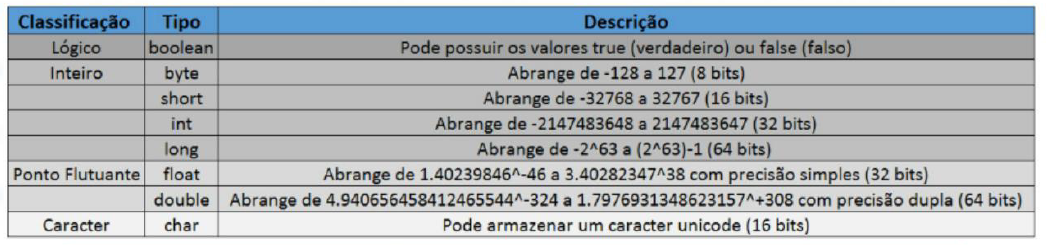 Classificação Tipo Descrição
Lógico boolean Pode possuir os valores true (verdadeiro) ou false (falso)
Inteiro byte Abrange de -128 a 127 (8 bits)
short Abrange de -32768 a 32767 (16 bits)
int Abrange de -2147483648 a 2147483647 (32 bits)
long Abrange de -2^63 a (2^63)-1 (64 bits)
Ponto Flutuante float Abrange de 1.40239846^-46 a 3.40282347^38 com precisão simples (32 bits)
double Abrange de 4.940656458412465544^-324 a 1.7976931348623157^+308 com precisão dupla (64 bits)
Caracter char Pode armazenar um caracter unicode (16 bits)